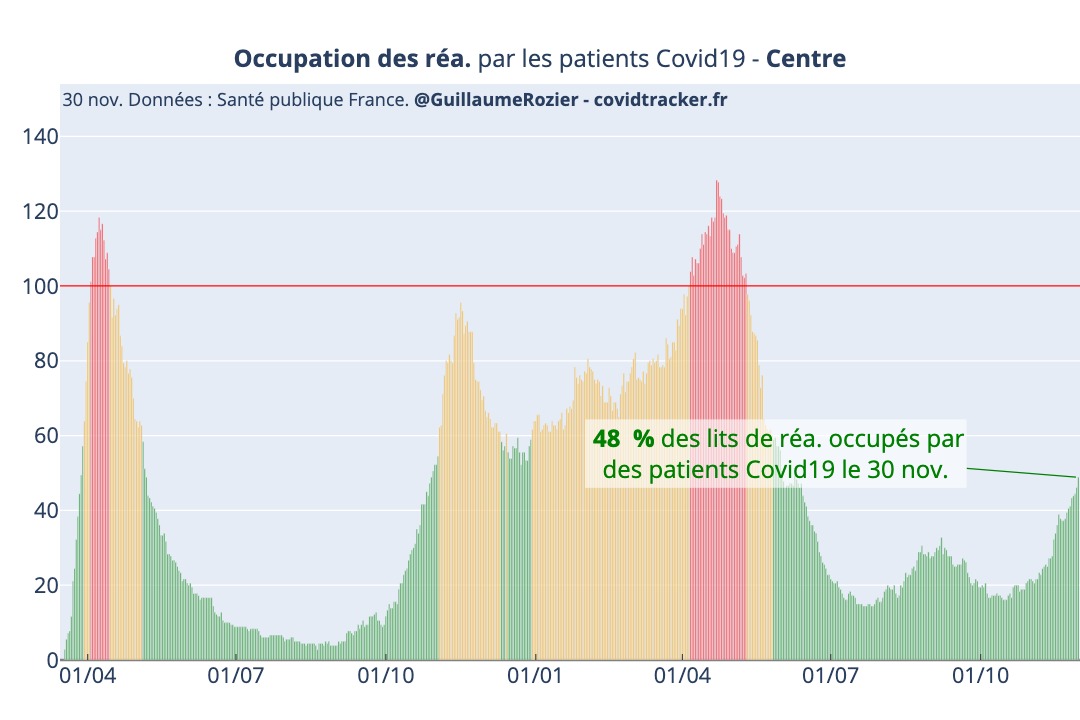 Occupation des réa. par les patients Covid19 - Centre
30 nov. Données : Santé publique France. @GuillaumeRozier - covidtracker.fr
140
120
100
80
60
40
20
0
48  % des lits de réa. occupés par
des patients Covid19 le 30 nov.
01/04 01/07 01/10 01/01 01/04 01/07 01/10